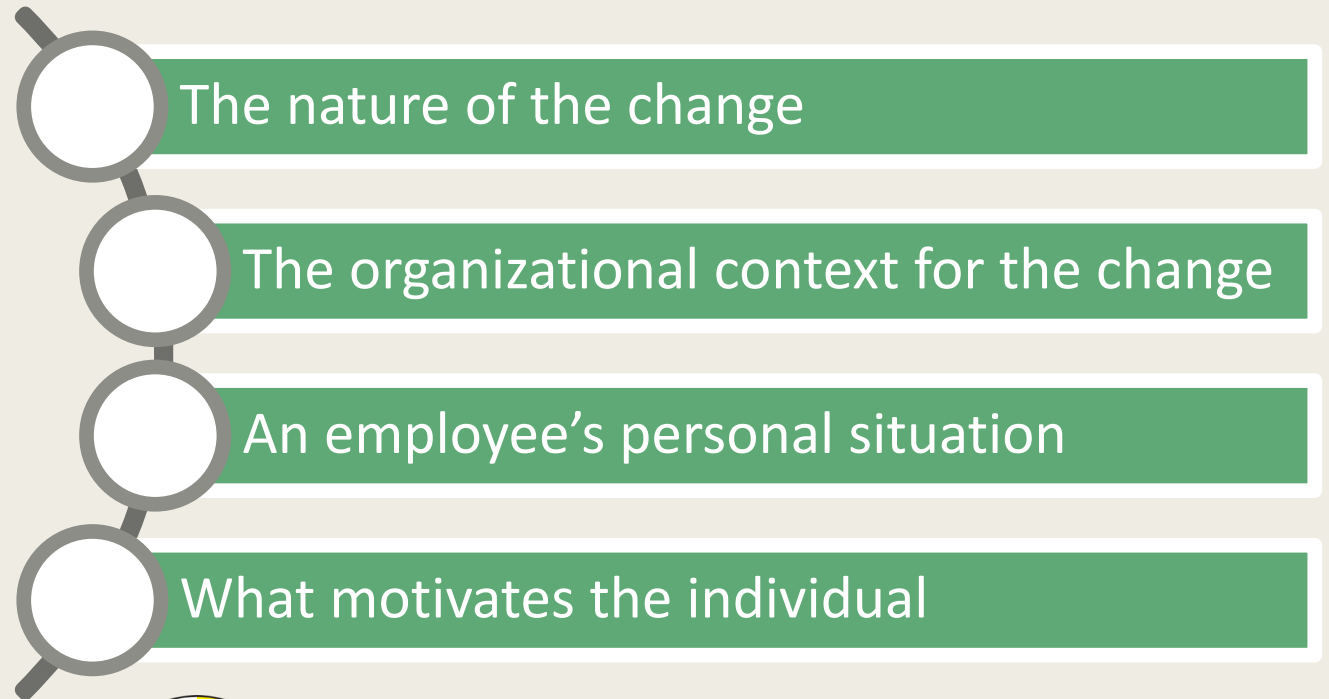 The nature of the change
The organizational context for the change
An employee’s personal situation
What motivates the individual